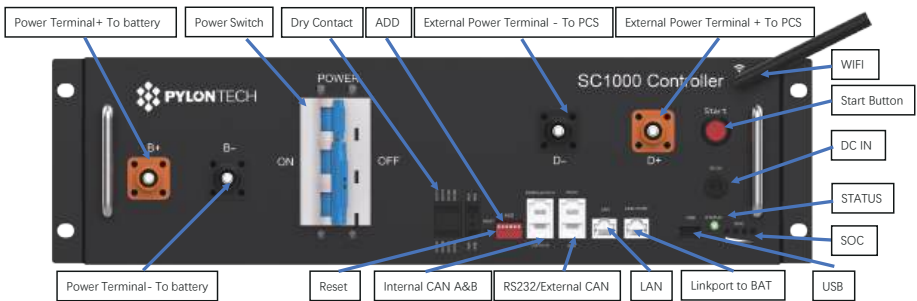 Power Terminal+ To battery
Power Switch
Dry Contact
ADD
External Power Terminal - To PCS
External Power Terminal + To PCS
POWER
SC1000 Controller
WIFI
PYLONTECH
Start
Start Button
B+
B-
ON
OFF
D-
D+
DC IN
STATUS
SOC
Power Terminal- To battery
Reset
Internal CAN A&B
RS232/External CAN
LAN
Linkport to BAT
USB